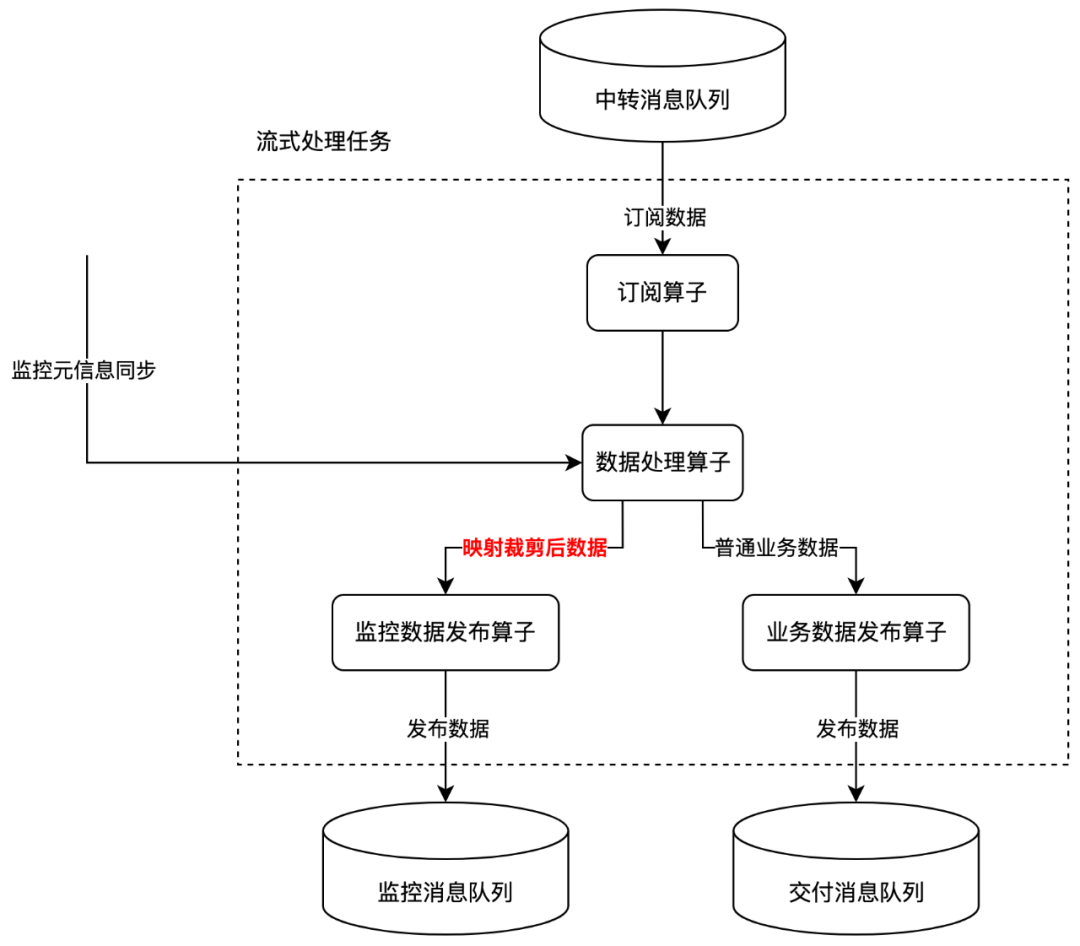 中转消息队列
流式处理任务
订阅数据
订阅算子
监控元信息同步
数据处理算子
映射裁剪后数据
普通业务数据
监控数据发布算子
业务数据发布算子
发布数据
发布数据
监控消息队列
交付消息队列